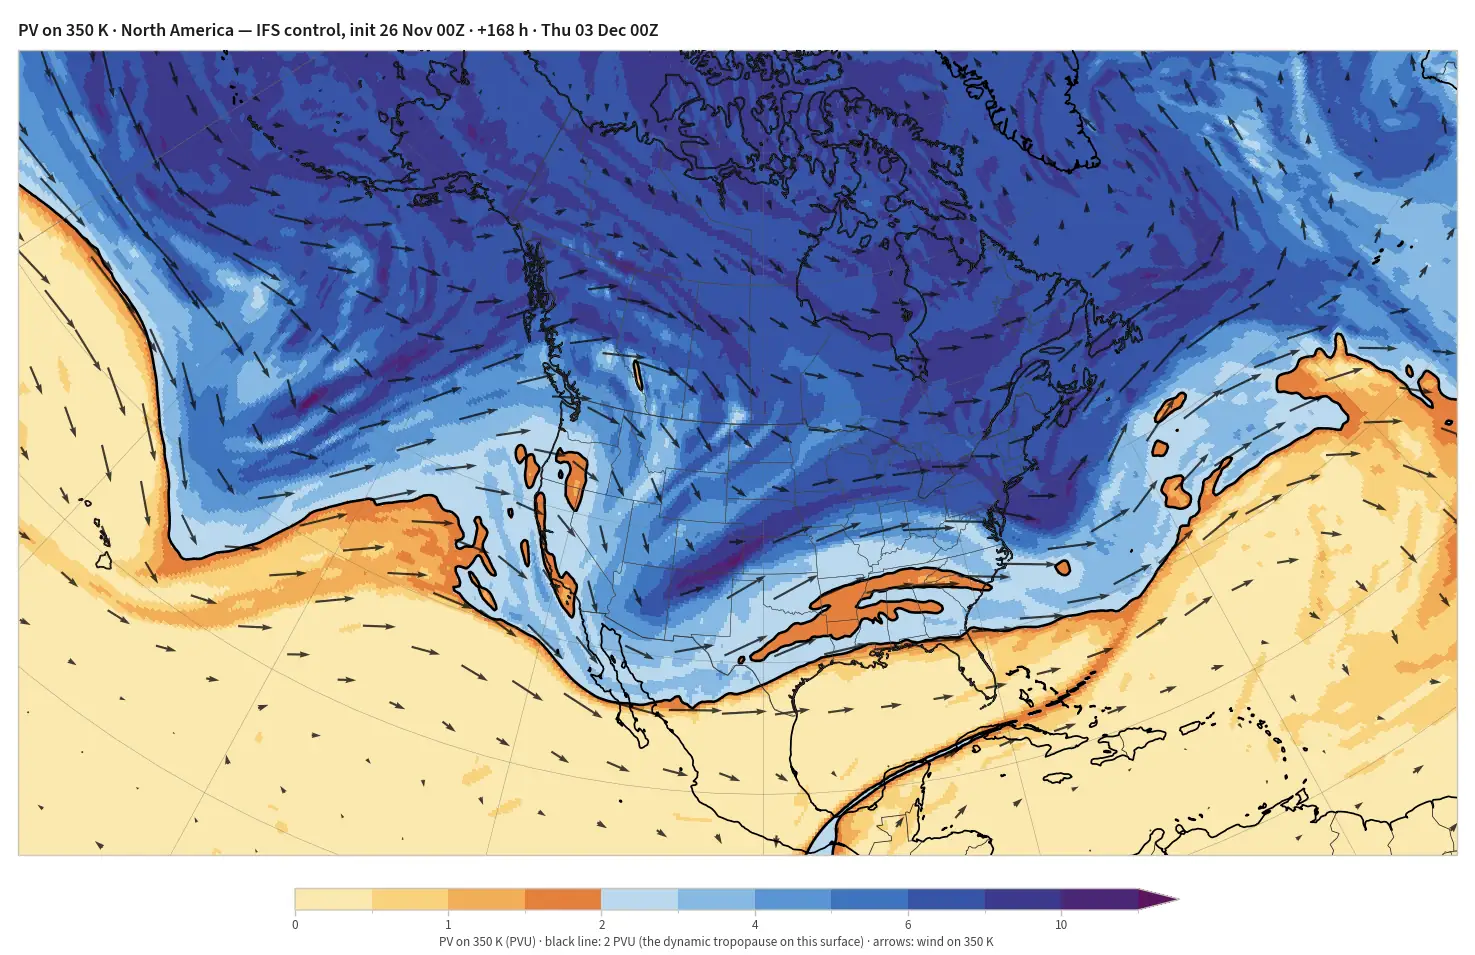 PV on 350 K · North America — IFS control, init 26 Nov 00Z · +168 h · Thu 03 Dec 00Z
0 1 2 4 6 10
PV on 350 K (PVU) · black line: 2 PVU (the dynamic tropopause on this surface) · arrows: wind on 350 K